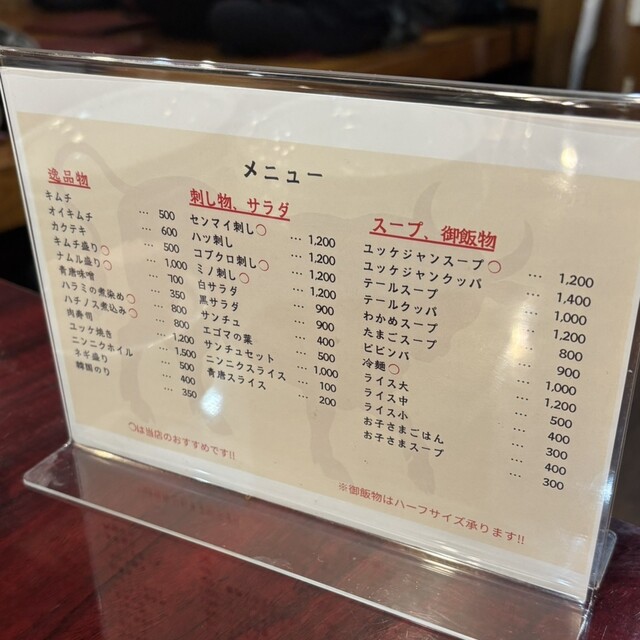 メニュー
逸品物
キムチ … 500
オイキムチ … 600
カクテキ … 500
キムチ盛り○ … 1,000
ナムル盛り○ … 700
青唐味噌 … 350
ハラミの煮染め○ … 800
ハチノス煮込み○ … 800
肉寿司 … 1,200
ユッケ焼き … 1,500
ニンニクホイル … 500
ネギ盛り … 400
韓国のり … 350
○は当店のおすすめです!!
刺し物、サラダ
センマイ刺し○ … 1,200
ハツ刺し … 1,200
コブクロ刺し○ … 1,200
ミノ刺し○ … 1,200
白サラダ … 900
黒サラダ … 900
サンチュ … 400
エゴマの葉 … 500
サンチュセット … 1,000
ニンニクスライス … 100
青唐スライス … 200
スープ、御飯物
ユッケジャンスープ○ … 1,200
ユッケジャンクッパ … 1,400
テールスープ … 1,000
テールクッパ … 1,200
わかめスープ … 800
たまごスープ … 900
ビビンバ … 1,000
冷麺○ … 1,200
ライス大 … 500
ライス中 … 400
ライス小 … 300
お子さまごはん … 400
お子さまスープ … 300
※御飯物はハーフサイズ承ります!!